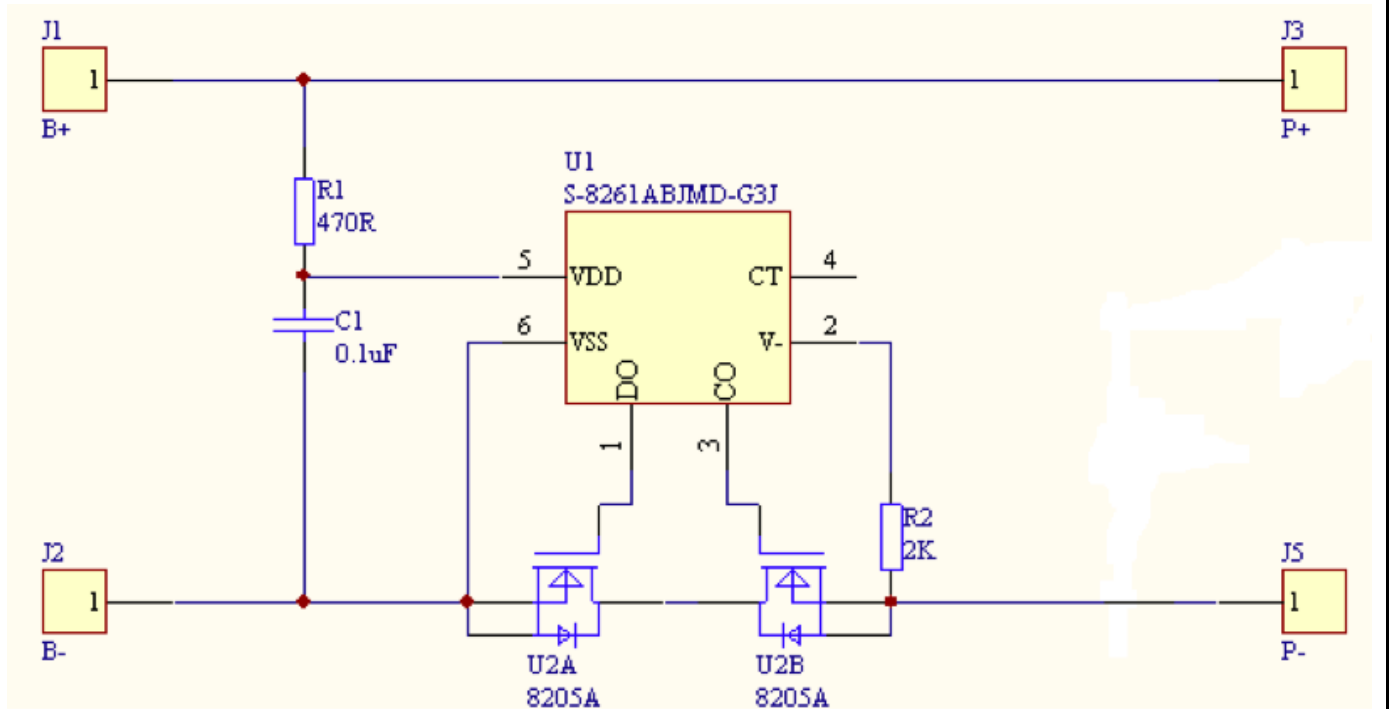 J1
1
B+
J3
1
P+
R1
470R
U1
S-8261ABJMD-G3J
5
VDD
CT
4
6
VSS
V-
2
DO
CO
1
3
C1
0.1uF
R2
2K
J2
1
B-
J5
1
P-
U2A
8205A
U2B
8205A